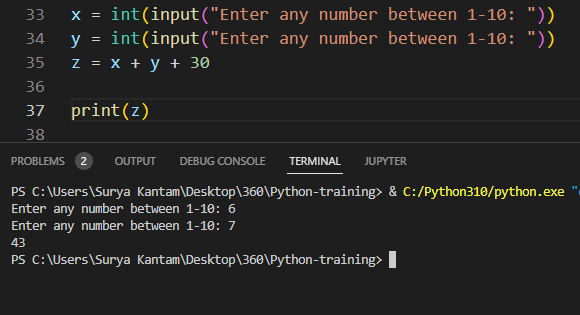 33 x = int(input("Enter any number between 1-10: "))
34 y = int(input("Enter any number between 1-10: "))
35 z = x + y + 30
36
37 print(z)
38
PROBLEMS 2 OUTPUT DEBUG CONSOLE TERMINAL JUPYTER
PS C:\Users\Surya Kantam\Desktop\360\Python-training> & C:/Python310/python.exe "
Enter any number between 1-10: 6
Enter any number between 1-10: 7
43
PS C:\Users\Surya Kantam\Desktop\360\Python-training>